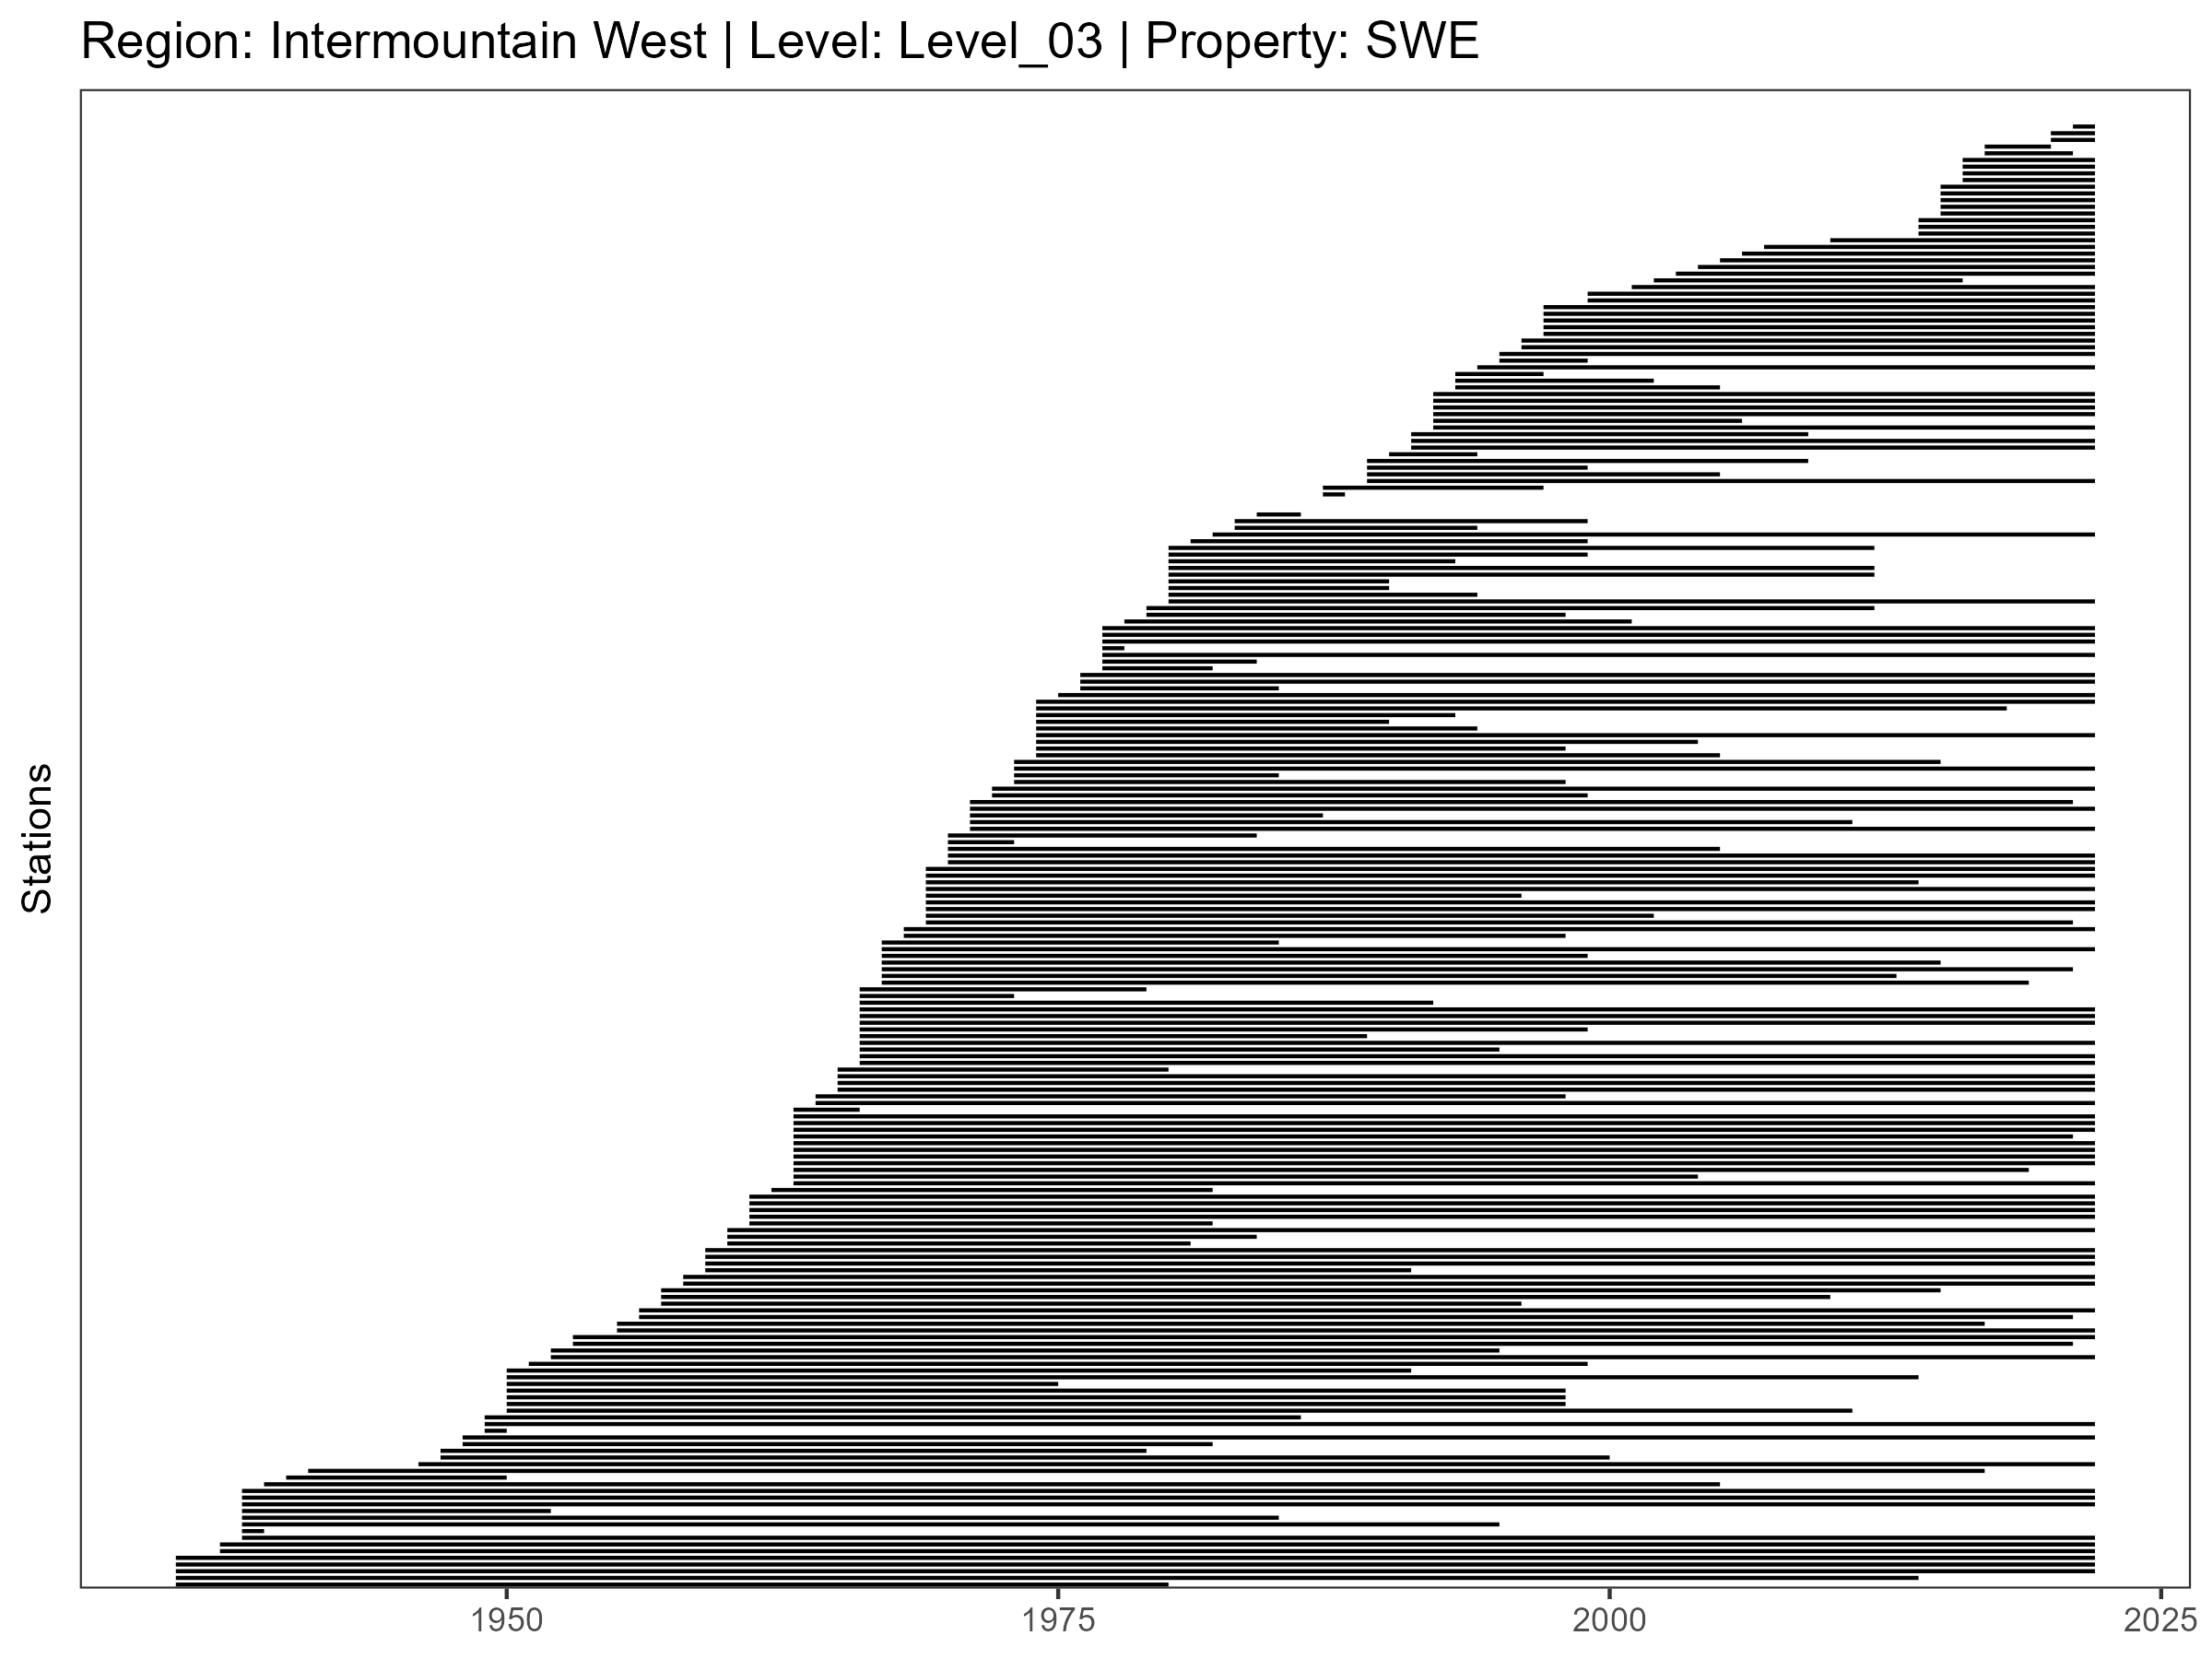 Region: Intermountain West | Level: Level_03 | Property: SWE
Stations
1950 1975 2000 2025